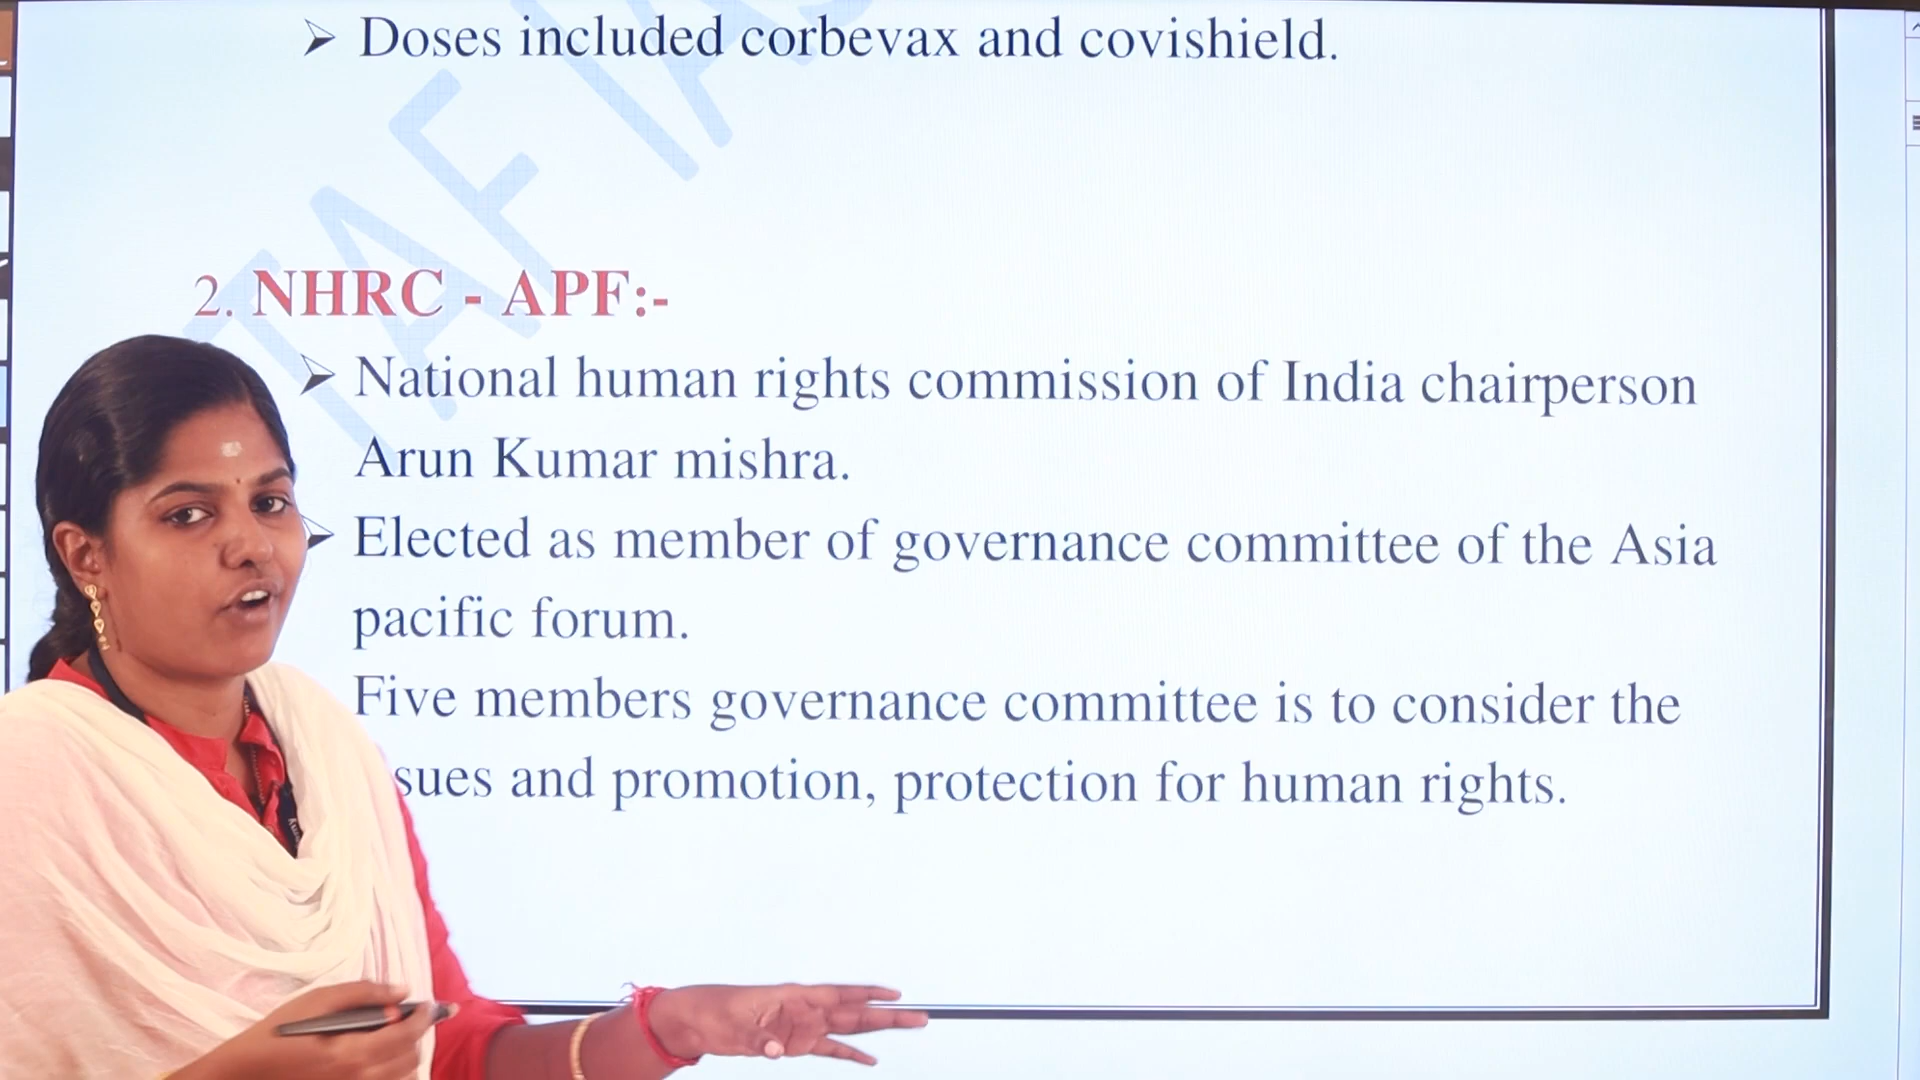 Doses included corbevax and covishield.
TAF IAS
2. NHRC - APF:-
National human rights commission of India chairperson
Arun Kumar mishra.
Elected as member of governance committee of the Asia
pacific forum.
Five members governance committee is to consider the
sues and promotion, protection for human rights.